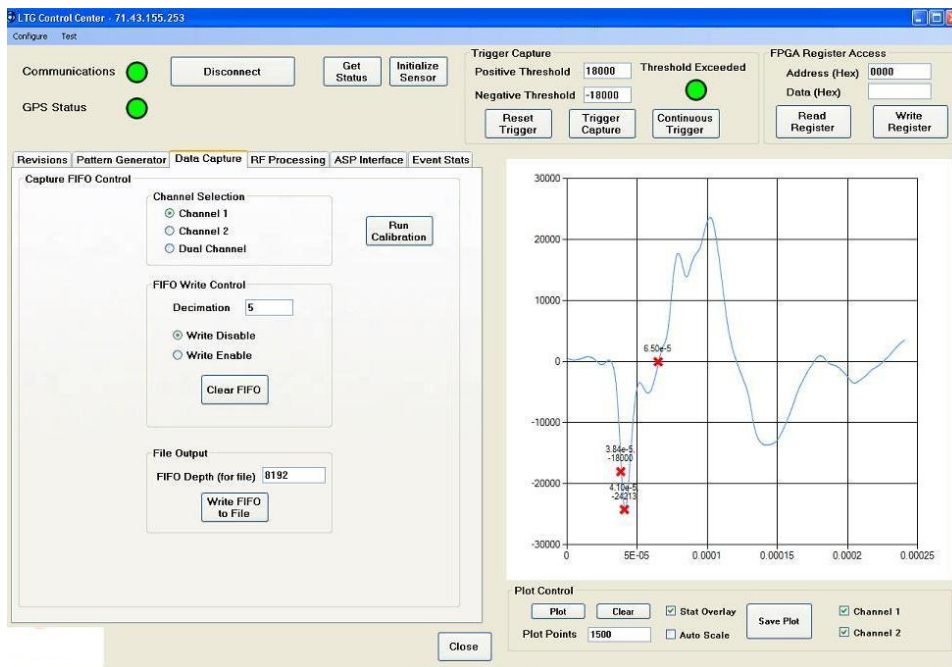 LTG Control Center - 71.43.155.253
Configure Test
Communications
Disconnect
Get Status
Initialize Sensor
GPS Status
Trigger Capture
Positive Threshold 18000
Threshold Exceeded
Negative Threshold -18000
Reset Trigger
Trigger Capture
Continuous Trigger
FPGA Register Access
Address (Hex) 0000
Data (Hex)
Read Register
Write Register
Revisions Pattern Generator Data Capture RF Processing ASP Interface Event Stats
Capture FIFO Control
Channel Selection
Channel 1
Channel 2
Dual Channel
Run Calibration
FIFO Write Control
Decimation 5
Write Disable
Write Enable
Clear FIFO
File Output
FIFO Depth (for file) 8192
Write FIFO to File
30000
20000
10000
0
-10000
-20000
-30000
6.50e-5
3.84e-5,
-18000
4.10e-5,
-24213
0 5E-05 0.0001 0.00015 0.0002 0.00025
Plot Control
Plot Clear Stat Overlay Save Plot Channel 1
Plot Points 1500 Auto Scale Channel 2
Close